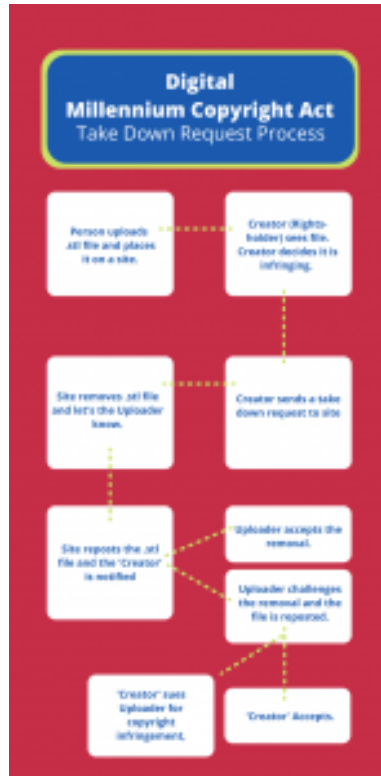 Digital
Millennium Copyright Act
Take Down Request Process
Person uploads
.stl file and places
it on a site.
Creator (Rights-
holder) sees file.
Creator decides it is
infringing.
Site removes .stl file
and let's the Uploader
know.
Creator sends a take
down request to site
Site reposts the .stl
file and the 'Creator'
is notified
Uploader accepts the
removal.
Uploader challenges
the removal and the
file is reposted.
'Creator' sues
Uploader for
copyright
infringement.
'Creator' Accepts.